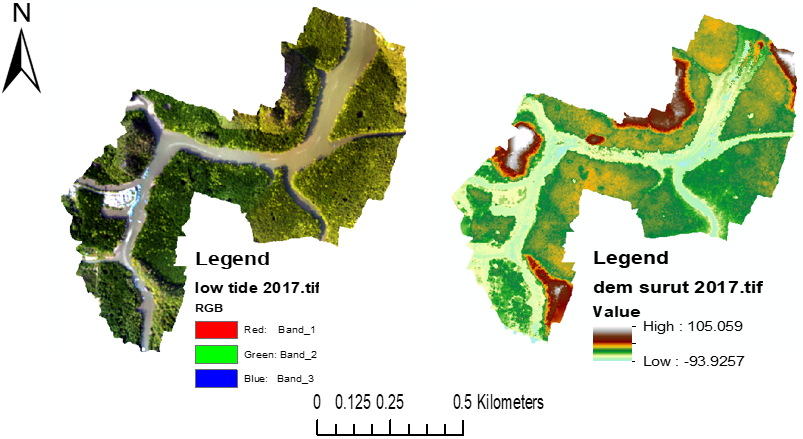 N
Legend
low tide 2017.tif
RGB
Red: Band_1
Green: Band_2
Blue: Band_3
Legend
dem surut 2017.tif
Value
High : 105.059
Low : -93.9257
0 0.125 0.25 0.5 Kilometers